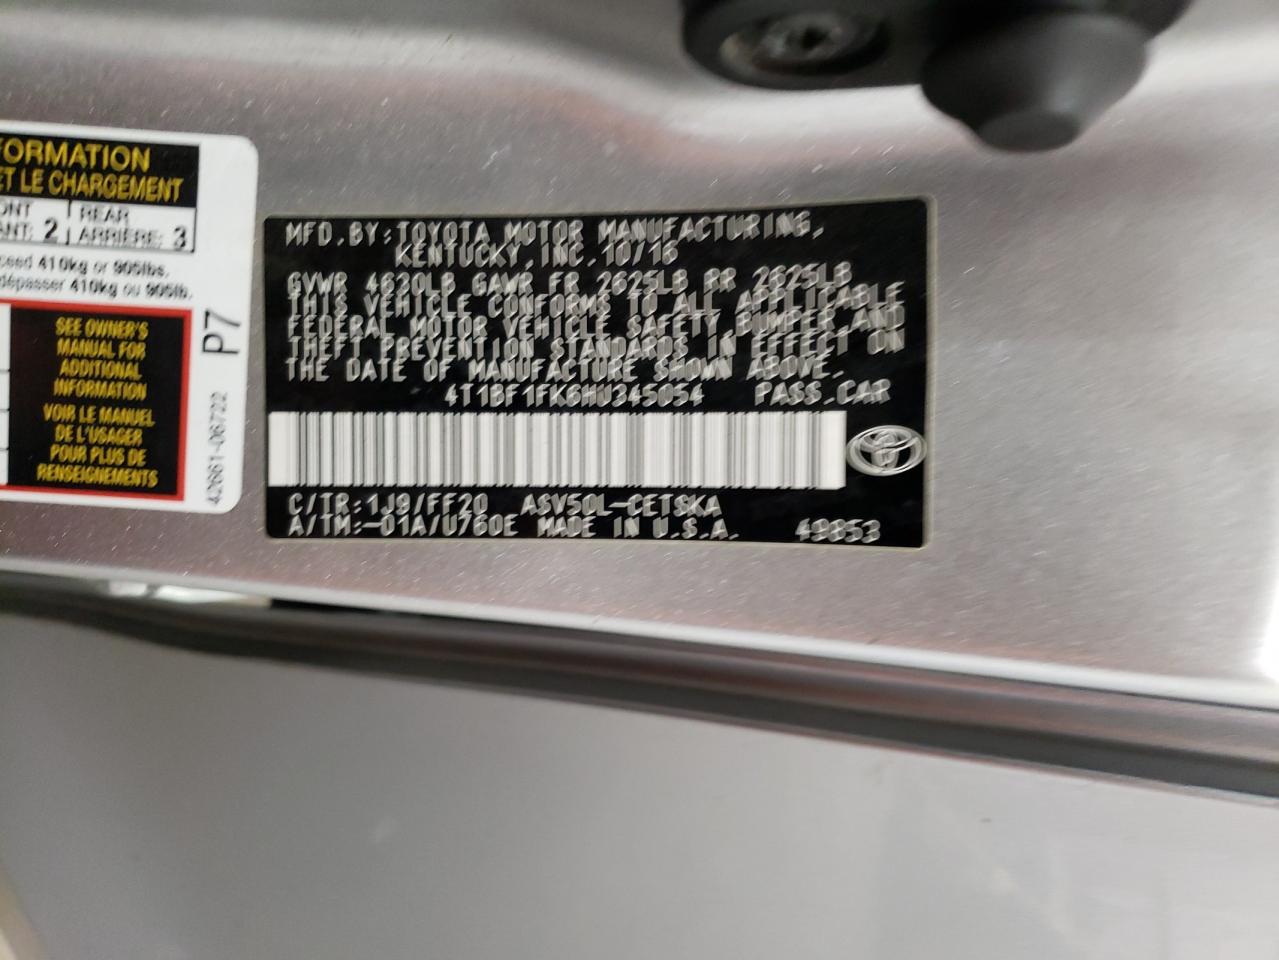 FORMATION
ET LE CHARGEMENT
REAR
ANT: 2 ARRIÈRE: 3
410kg or 905lbs.
dépasser 410kg ou 905lb.
SEE OWNER'S
MANUAL FOR
ADDITIONAL
INFORMATION
VOIR LE MANUEL
DE L'USAGER
POUR PLUS DE
RENSEIGNEMENTS
P7
42661-06722
MFD.BY:TOYOTA MOTOR MANUFACTURING,
KENTUCKY,INC.10/16
GVWR 4630LB GAWR FR 2625LB RR 2625LB
THIS VEHICLE CONFORMS TO ALL APPLICABLE
FEDERAL MOTOR VEHICLE SAFETY BUMPER AND
THEFT PREVENTION STANDARDS IN EFFECT ON
THE DATE OF MANUFACTURE SHOWN ABOVE.
4T1BF1FK6HU345054 PASS.CAR
C/TR:1J9/FF20 ASV50L-CETSKA
A/TM:-01A/U760E MADE IN U.S.A. 49853